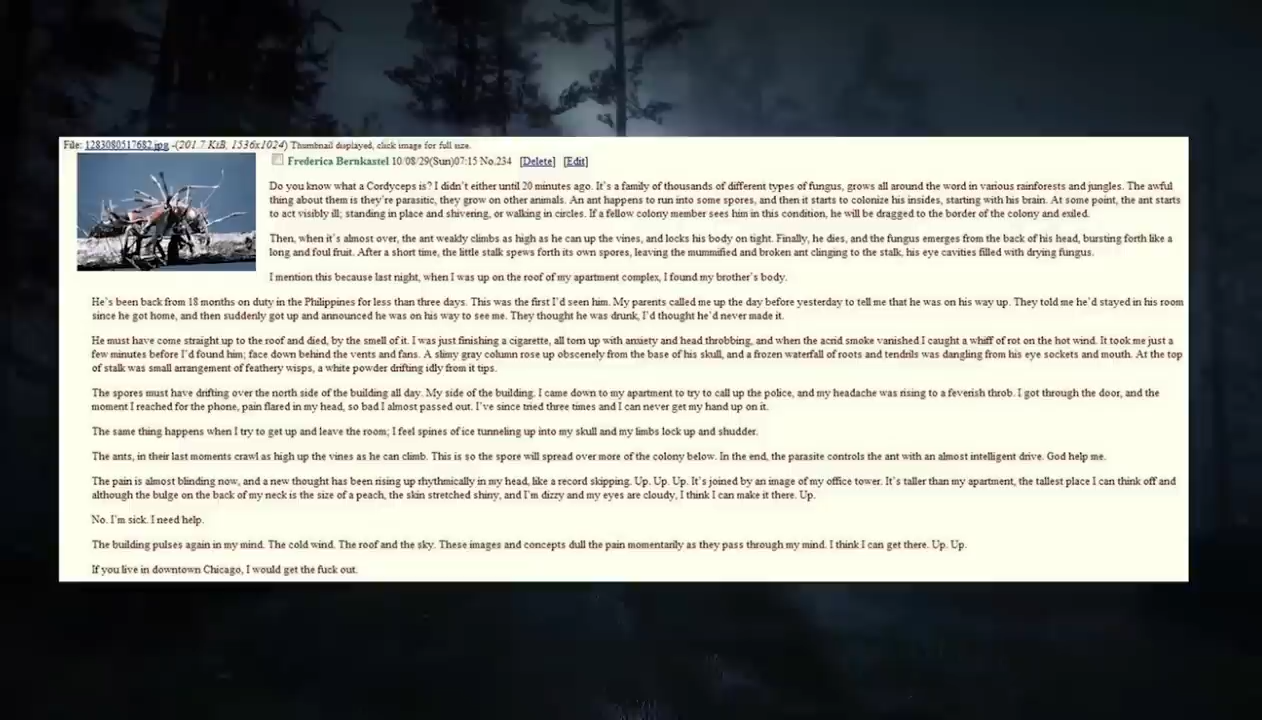 File: 1283080517682.jpg -(201.7 KiB, 1536x1024) Thumbnail displayed, click image for full size.
Frederica Bernkastel 10/08/29(Sun)07:15 No.234 [Delete] [Edit]
Do you know what a Cordyceps is? I didn't either until 20 minutes ago. It's a family of thousands of different types of fungus, grows all around the word in various rainforests and jungles. The awful
thing about them is they're parasitic, they grow on other animals. An ant happens to run into some spores, and then it starts to colonize his insides, starting with his brain. At some point, the ant starts
to act visibly ill; standing in place and shivering, or walking in circles. If a fellow colony member sees him in this condition, he will be dragged to the border of the colony and exiled.
Then, when it's almost over, the ant weakly climbs as high as he can up the vines, and locks his body on tight. Finally, he dies, and the fungus emerges from the back of his head, bursting forth like a
long and foul fruit. After a short time, the little stalk spews forth its own spores, leaving the mummified and broken ant clinging to the stalk, his eye cavities filled with drying fungus.
I mention this because last night, when I was up on the roof of my apartment complex, I found my brother's body.
He's been back from 18 months on duty in the Philippines for less than three days. This was the first I'd seen him. My parents called me up the day before yesterday to tell me that he was on his way up. They told me he'd stayed in his room
since he got home, and then suddenly got up and announced he was on his way to see me. They thought he was drunk, I'd thought he'd never made it.
He must have come straight up to the roof and died, by the smell of it. I was just finishing a cigarette, all torn up with anxiety and head throbbing, and when the acrid smoke vanished I caught a whiff of rot on the hot wind. It took me just a
few minutes before I'd found him; face down behind the vents and fans. A slimy gray column rose up obscenely from the base of his skull, and a frozen waterfall of roots and tendrils was dangling from his eye sockets and mouth. At the top
of stalk was small arrangement of feathery wisps, a white powder drifting idly from it tips.
The spores must have drifting over the north side of the building all day. My side of the building. I came down to my apartment to try to call up the police, and my headache was rising to a feverish throb. I got through the door, and the
moment I reached for the phone, pain flared in my head, so bad I almost passed out. I've since tried three times and I can never get my hand up on it.
The same thing happens when I try to get up and leave the room; I feel spines of ice tunneling up into my skull and my limbs lock up and shudder.
The ants, in their last moments crawl as high up the vines as he can climb. This is so the spore will spread over more of the colony below. In the end, the parasite controls the ant with an almost intelligent drive. God help me.
The pain is almost blinding now, and a new thought has been rising up rhythmically in my head, like a record skipping. Up. Up. Up. It's joined by an image of my office tower. It's taller than my apartment, the tallest place I can think off and
although the bulge on the back of my neck is the size of a peach, the skin stretched shiny, and I'm dizzy and my eyes are cloudy, I think I can make it there. Up.
No. I'm sick. I need help.
The building pulses again in my mind. The cold wind. The roof and the sky. These images and concepts dull the pain momentarily as they pass through my mind. I think I can get there. Up. Up.
If you live in downtown Chicago, I would get the fuck out.